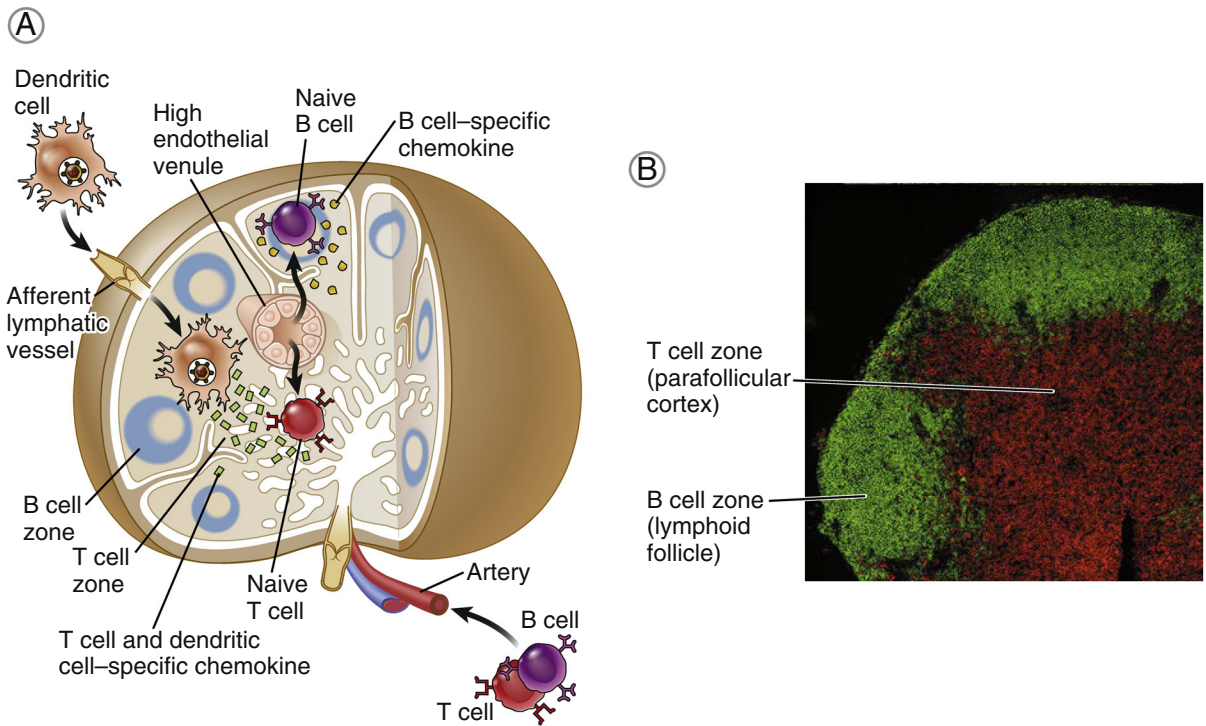 A
Dendritic
cell
High
endothelial
venule
Naive
B cell
B cell–specific
chemokine
Afferent
lymphatic
vessel
B cell
zone
T cell
zone
Naive
T cell
T cell and dendritic
cell–specific chemokine
Artery
B cell
T cell
B
T cell zone
(parafollicular
cortex)
B cell zone
(lymphoid
follicle)